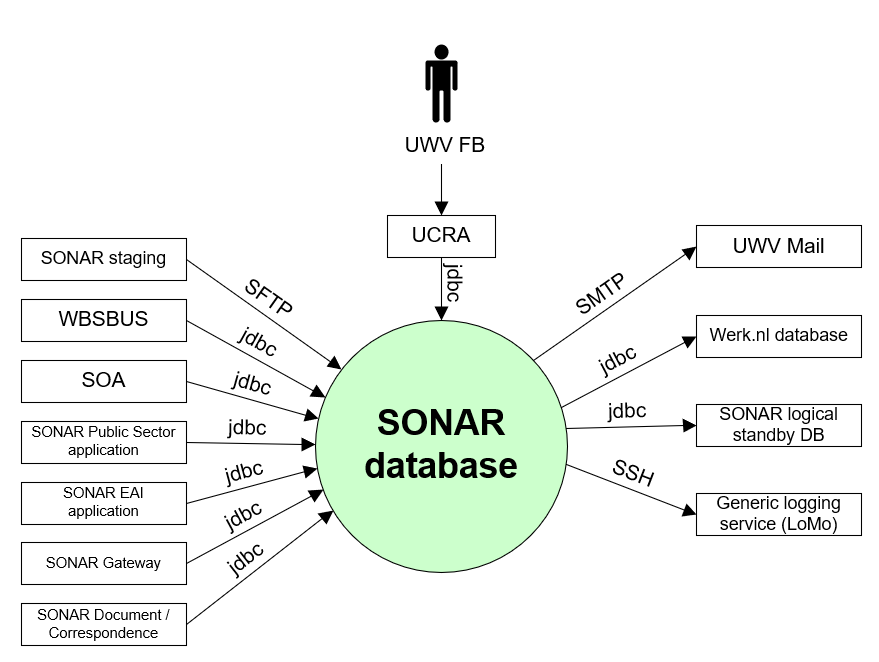 UWV FB
UCRA
jdbc
SONAR staging
SFTP
WBSBUS
jdbc
SOA
jdbc
SONAR Public Sector
application
jdbc
SONAR EAI
application
jdbc
SONAR Gateway
jdbc
SONAR Document /
Correspondence
jdbc
SONAR
database
SMTP
UWV Mail
jdbc
Werk.nl database
jdbc
SONAR logical
standby DB
SSH
Generic logging
service (LoMo)